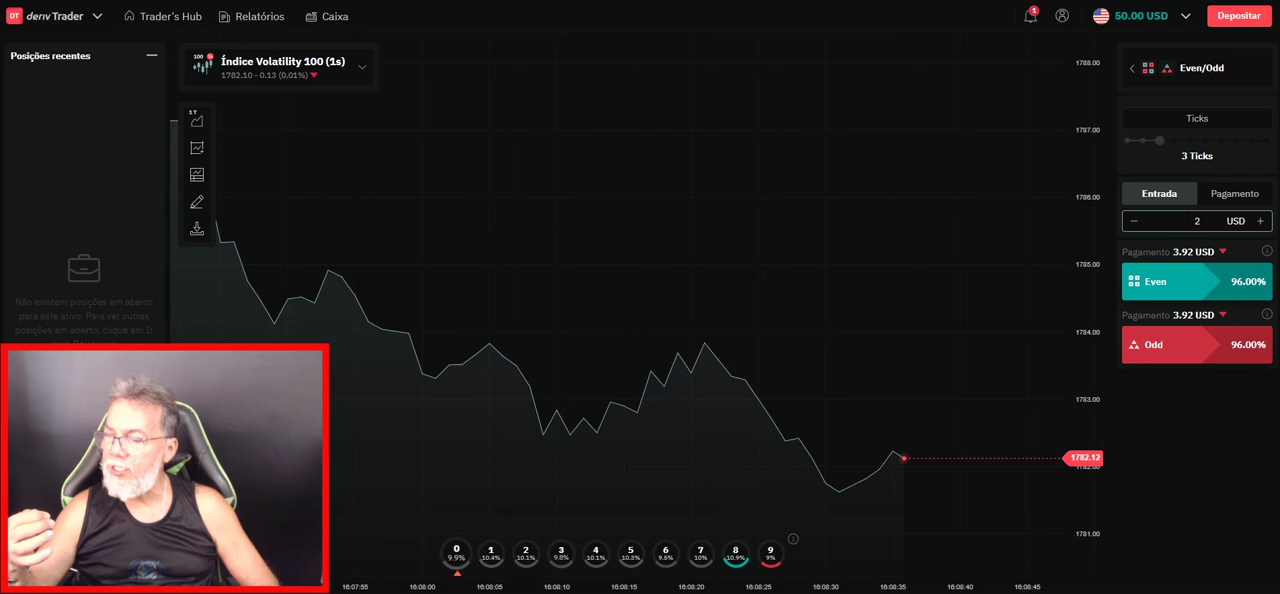 DT deriv Trader
Trader's Hub
Relatórios
Caixa
1
50.00 USD
Depositar
Posições recentes
100 1s
Índice Volatility 100 (1s)
1782.10 - 0.13 (0.01%)
1 T
Não existem posições em aberto
para este ativo. Para ver outras
posições em aberto, clique em Ir
1788.00
1787.00
1786.00
1785.00
1784.00
1783.00
1782.12
1782.00
1781.00
Even/Odd
Ticks
3 Ticks
Entrada
Pagamento
− 2 USD +
Pagamento 3.92 USD
Even 96.00%
Pagamento 3.92 USD
Odd 96.00%
0 1 2 3 4 5 6 7 8 9
9.9% 10.4% 10.1% 9.8% 10.1% 10.3% 9.6% 10% 10.9% 9%
16:07:55 16:08:00 16:08:05 16:08:10 16:08:15 16:08:20 16:08:25 16:08:30 16:08:35 16:08:40 16:08:45